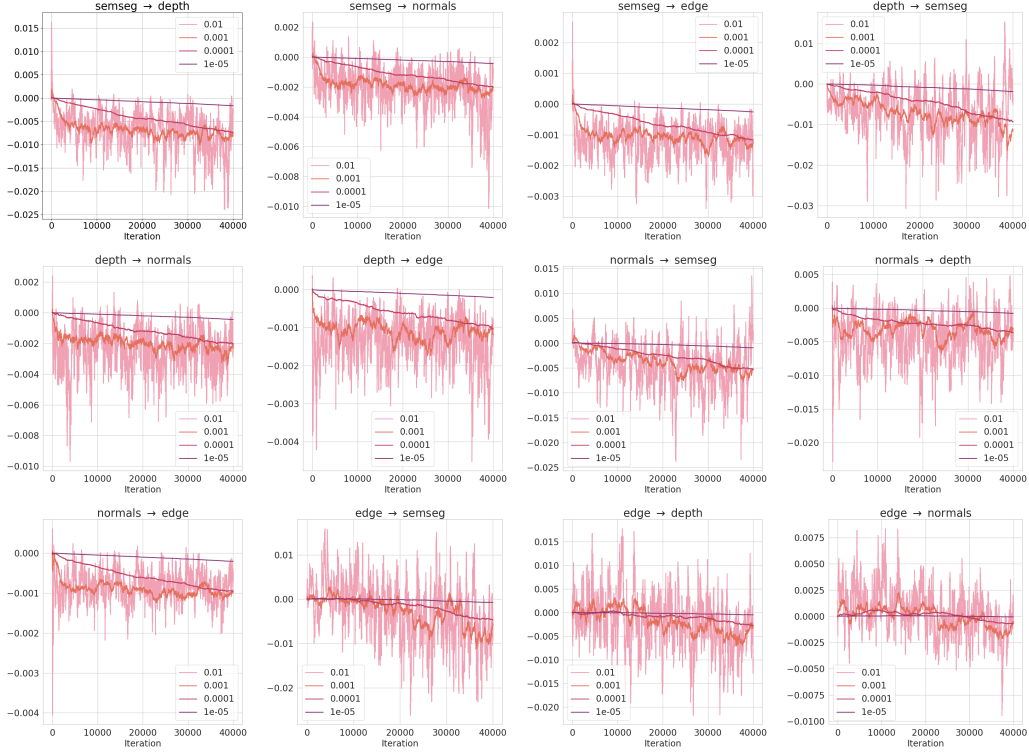 semseg → depth
0.015
0.010
0.005
0.000
−0.005
−0.010
−0.015
−0.020
−0.025
0.01
0.001
0.0001
1e-05
0 10000 20000 30000 40000
Iteration
semseg → normals
0.002
0.000
−0.002
−0.004
−0.006
−0.008
−0.010
0.01
0.001
0.0001
1e-05
0 10000 20000 30000 40000
Iteration
semseg → edge
0.002
0.001
0.000
−0.001
−0.002
−0.003
0.01
0.001
0.0001
1e-05
0 10000 20000 30000 40000
Iteration
depth → semseg
0.01
0.00
−0.01
−0.02
−0.03
0.01
0.001
0.0001
1e-05
0 10000 20000 30000 40000
Iteration
depth → normals
0.002
0.000
−0.002
−0.004
−0.006
−0.008
−0.010
0.01
0.001
0.0001
1e-05
0 10000 20000 30000 40000
Iteration
depth → edge
0.000
−0.001
−0.002
−0.003
−0.004
0.01
0.001
0.0001
1e-05
0 10000 20000 30000 40000
Iteration
normals → semseg
0.015
0.010
0.005
0.000
−0.005
−0.010
−0.015
−0.020
−0.025
0.01
0.001
0.0001
1e-05
0 10000 20000 30000 40000
Iteration
normals → depth
0.005
0.000
−0.005
−0.010
−0.015
−0.020
0.01
0.001
0.0001
1e-05
0 10000 20000 30000 40000
Iteration
normals → edge
0.000
−0.001
−0.002
−0.003
−0.004
0.01
0.001
0.0001
1e-05
0 10000 20000 30000 40000
Iteration
edge → semseg
0.01
0.00
−0.01
−0.02
0.01
0.001
0.0001
1e-05
0 10000 20000 30000 40000
Iteration
edge → depth
0.015
0.010
0.005
0.000
−0.005
−0.010
−0.015
−0.020
0.01
0.001
0.0001
1e-05
0 10000 20000 30000 40000
Iteration
edge → normals
0.0075
0.0050
0.0025
0.0000
−0.0025
−0.0050
−0.0075
−0.0100
0.01
0.001
0.0001
1e-05
0 10000 20000 30000 40000
Iteration